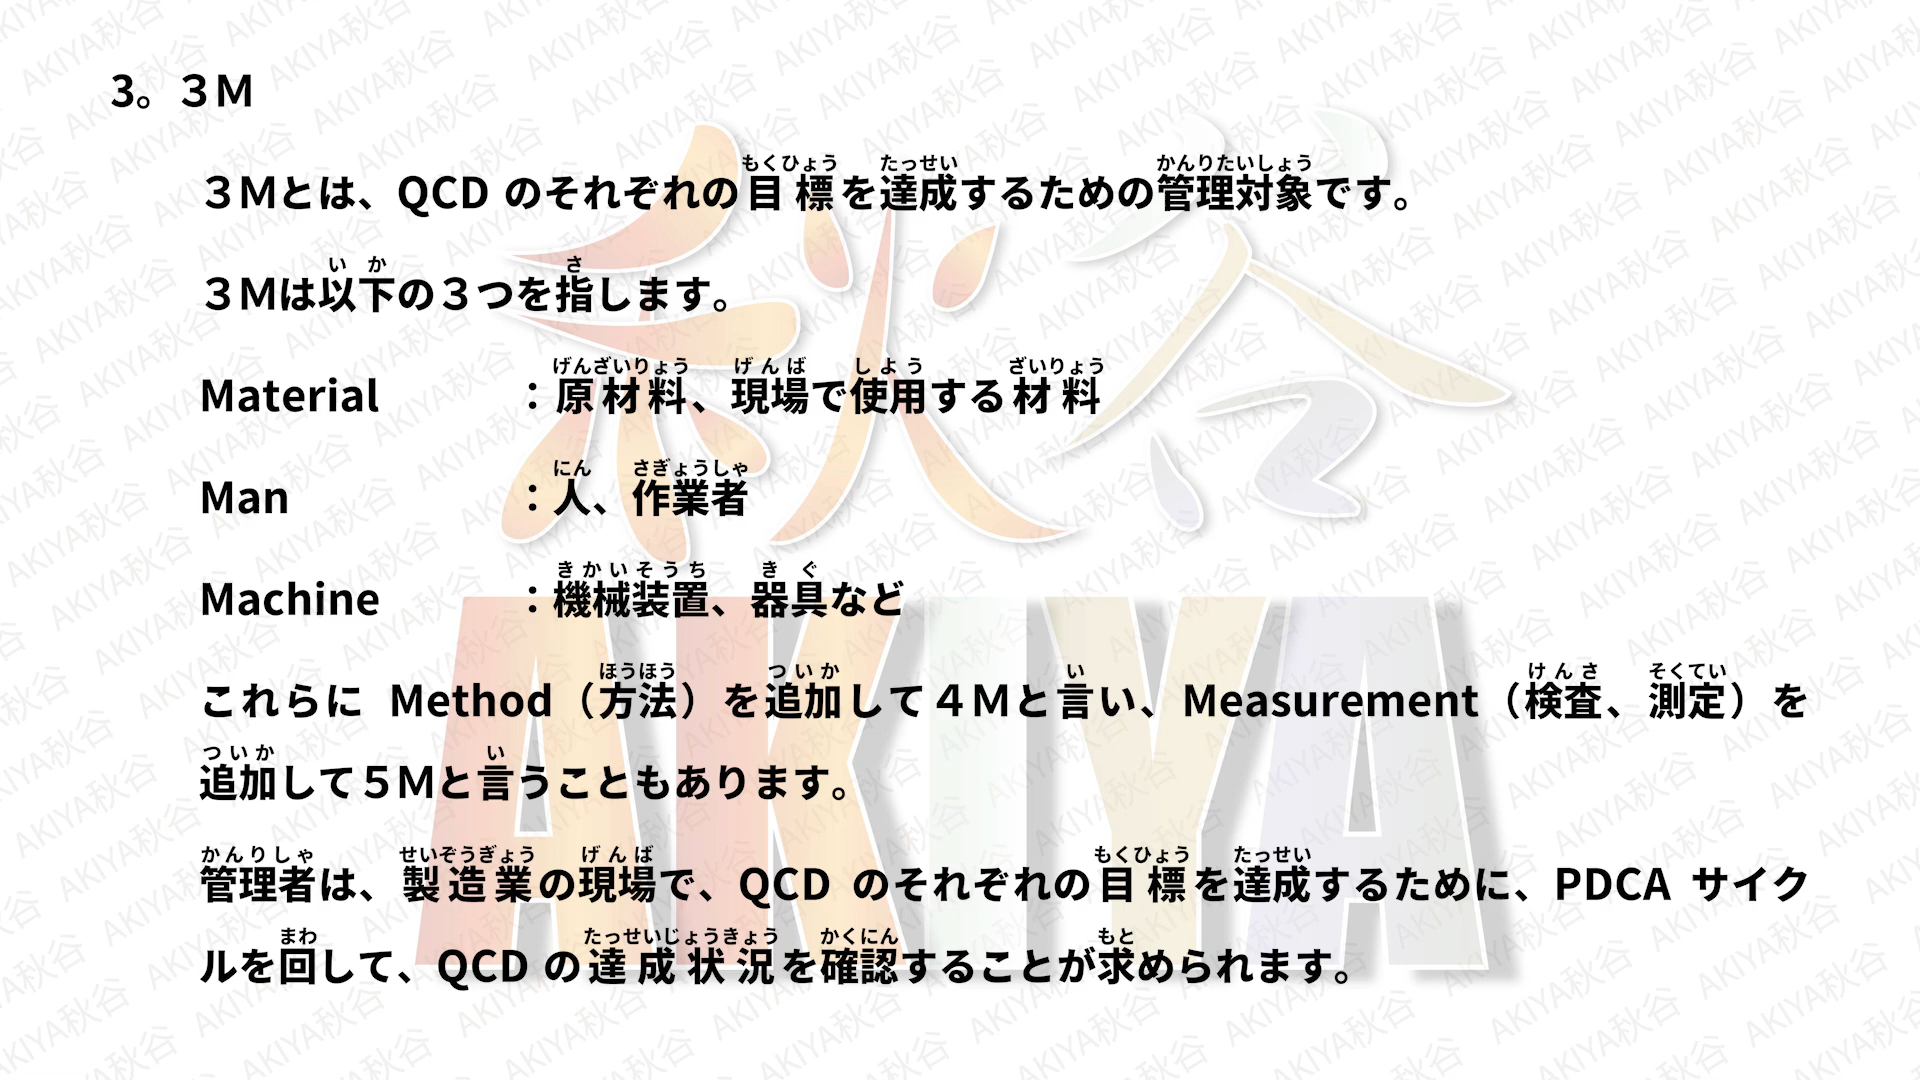 3。３Ｍ
３Ｍとは、QCD のそれぞれの目標を達成するための管理対象です。
３Ｍは以下の３つを指します。
Material ：原材料、現場で使用する材料
Man ：人、作業者
Machine ：機械装置、器具など
これらに Method（方法）を追加して４Ｍと言い、Measurement（検査、測定）を
追加して５Ｍと言うこともあります。
管理者は、製造業の現場で、QCD のそれぞれの目標を達成するために、PDCA サイク
ルを回して、QCD の達成状況を確認することが求められます。
秋谷
AKIYA